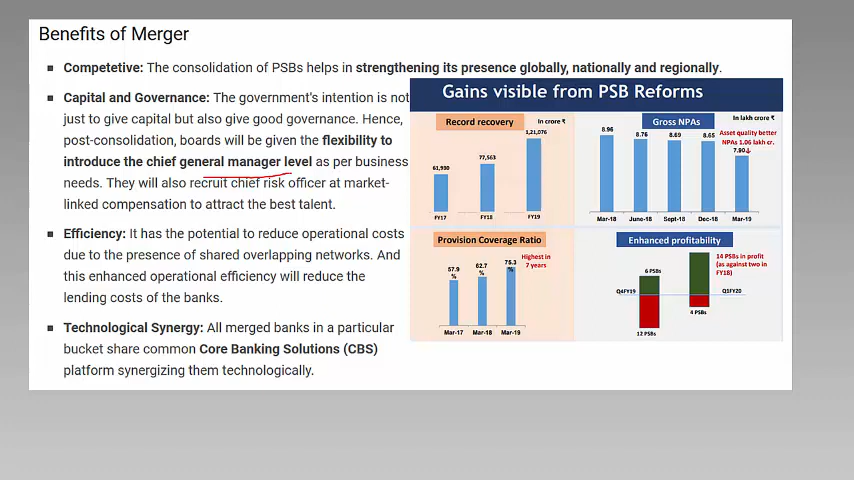 Benefits of Merger
▪ Competetive: The consolidation of PSBs helps in strengthening its presence globally, nationally and regionally.
▪ Capital and Governance: The government's intention is not
just to give capital but also give good governance. Hence,
post-consolidation, boards will be given the flexibility to
introduce the chief general manager level as per business
needs. They will also recruit chief risk officer at market-
linked compensation to attract the best talent.
▪ Efficiency: It has the potential to reduce operational costs
due to the presence of shared overlapping networks. And
this enhanced operational efficiency will reduce the
lending costs of the banks.
▪ Technological Synergy: All merged banks in a particular
bucket share common Core Banking Solutions (CBS)
platform synergizing them technologically.
Gains visible from PSB Reforms
Record recovery
In crore ₹
61,930
77,563
1,21,076
FY17
FY18
FY19
Gross NPAs
In lakh crore ₹
Asset quality better
NPAs 1.06 lakh cr.
8.96
8.76
8.69
8.65
7.90
Mar-18
June-18
Sept-18
Dec-18
Mar-19
Provision Coverage Ratio
Highest in
7 years
57.9
%
62.7
%
75.3
%
Mar-17
Mar-18
Mar-19
Enhanced profitability
14 PSBs in profit
(as against two in
FY18)
6 PSBs
Q4FY19
Q1FY20
12 PSBs
4 PSBs